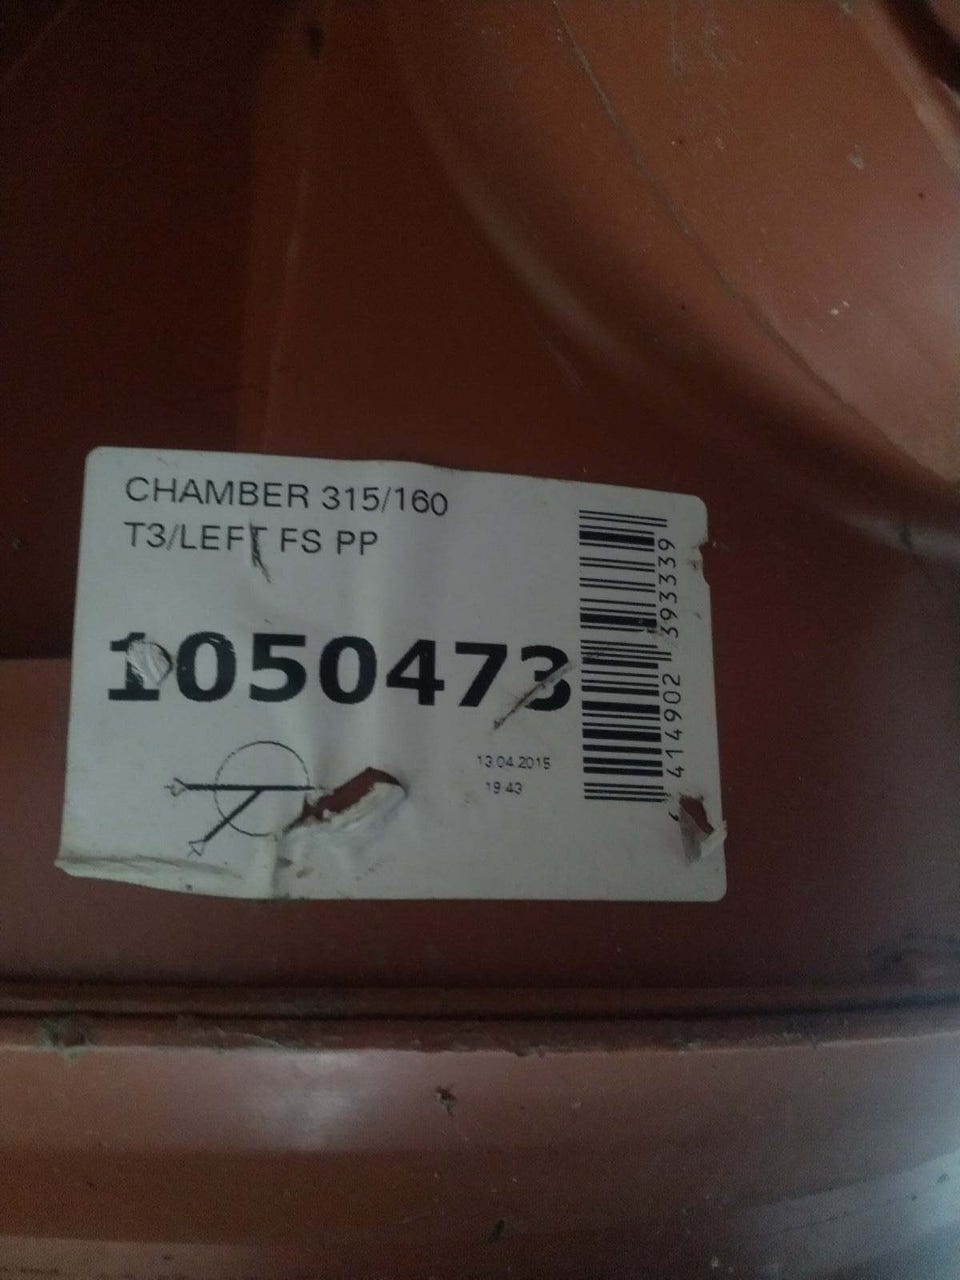 CHAMBER 315/160
T3/LEFT FS PP
1050473
13.04.2015
19:43
414902 393339